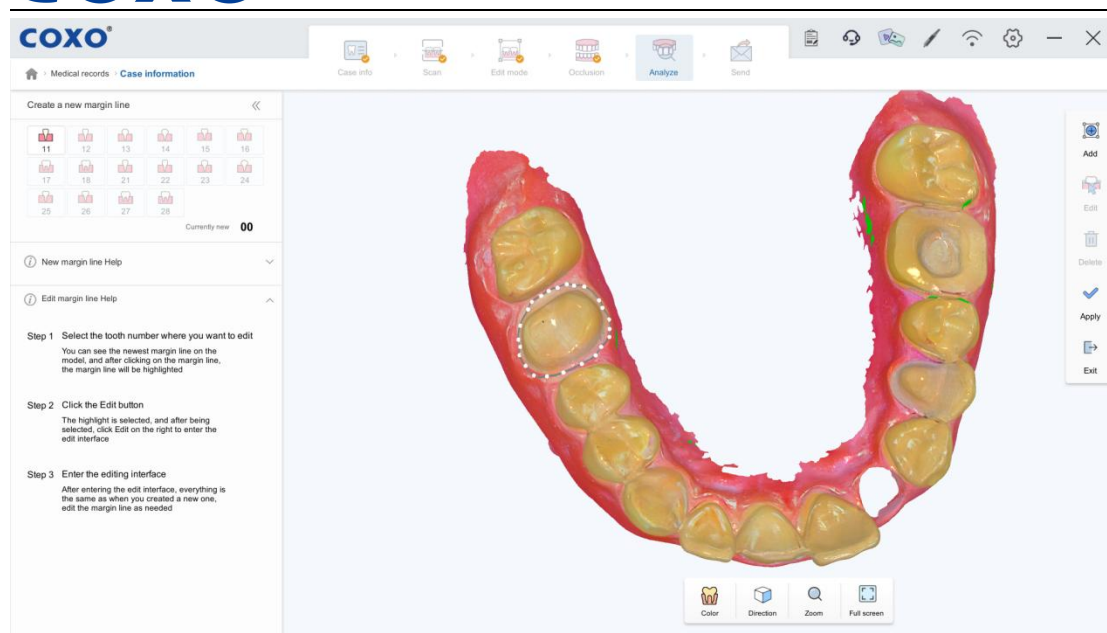 COXO
COXO®
Case info
Scan
Edit mode
Occlusion
Analyze
Send
Medical records
Case information
Create a new margin line
11 12 13 14 15 16
17 18 21 22 23 24
25 26 27 28
Currently new 00
New margin line Help
Edit margin line Help
Step 1 Select the tooth number where you want to edit
You can see the newest margin line on the
model, and after clicking on the margin line,
the margin line will be highlighted
Step 2 Click the Edit button
The highlight is selected, and after being
selected, click Edit on the right to enter the
edit interface
Step 3 Enter the editing interface
After entering the edit interface, everything is
the same as when you created a new one,
edit the margin line as needed
Add
Edit
Delete
Apply
Exit
Color
Direction
Zoom
Full screen